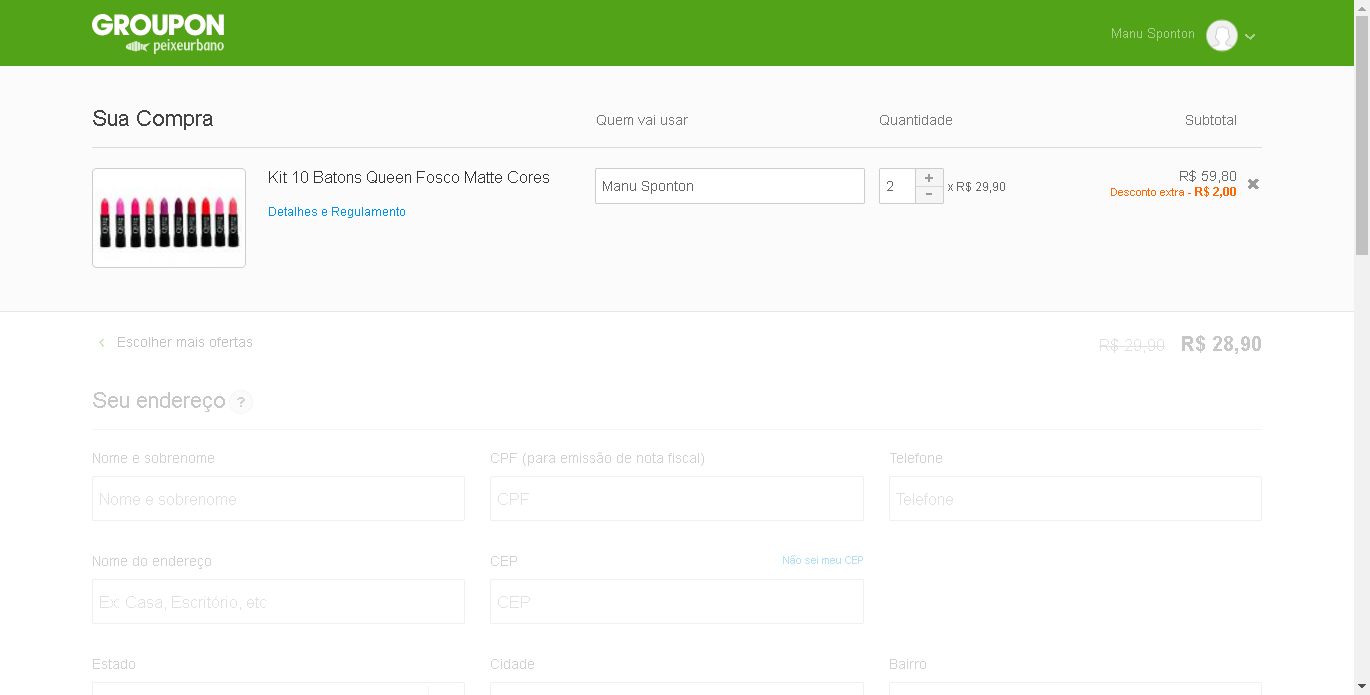 GROUPON
peixeurbano
Manu Sponton
Sua Compra
Quem vai usar
Quantidade
Subtotal
Kit 10 Batons Queen Fosco Matte Cores
Detalhes e Regulamento
Manu Sponton
2
+
-
x R$ 29,90
R$ 59,80
Desconto extra - R$ 2,00
Escolher mais ofertas
R$ 29,90 R$ 28,90
Seu endereço ?
Nome e sobrenome
CPF (para emissão de nota fiscal)
Telefone
Nome e sobrenome
CPF
Telefone
Nome do endereço
CEP
Não sei meu CEP
Ex: Casa, Escritório, etc
CEP
Estado
Cidade
Bairro